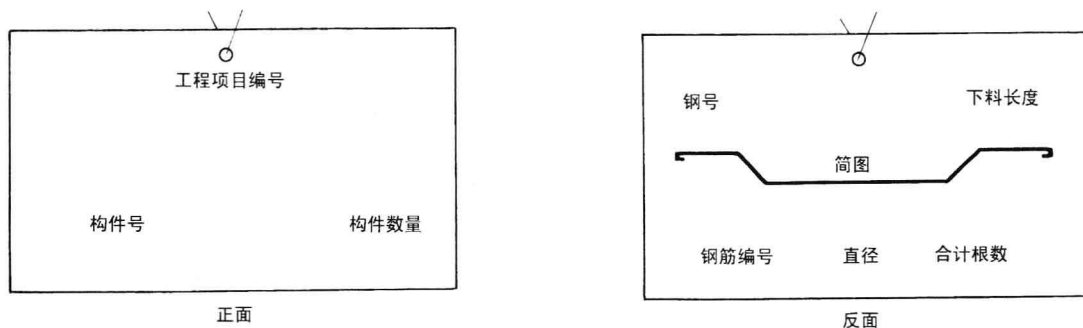 工程项目编号
构件号 构件数量
正面
钢号 下料长度
简图
钢筋编号 直径 合计根数
反面